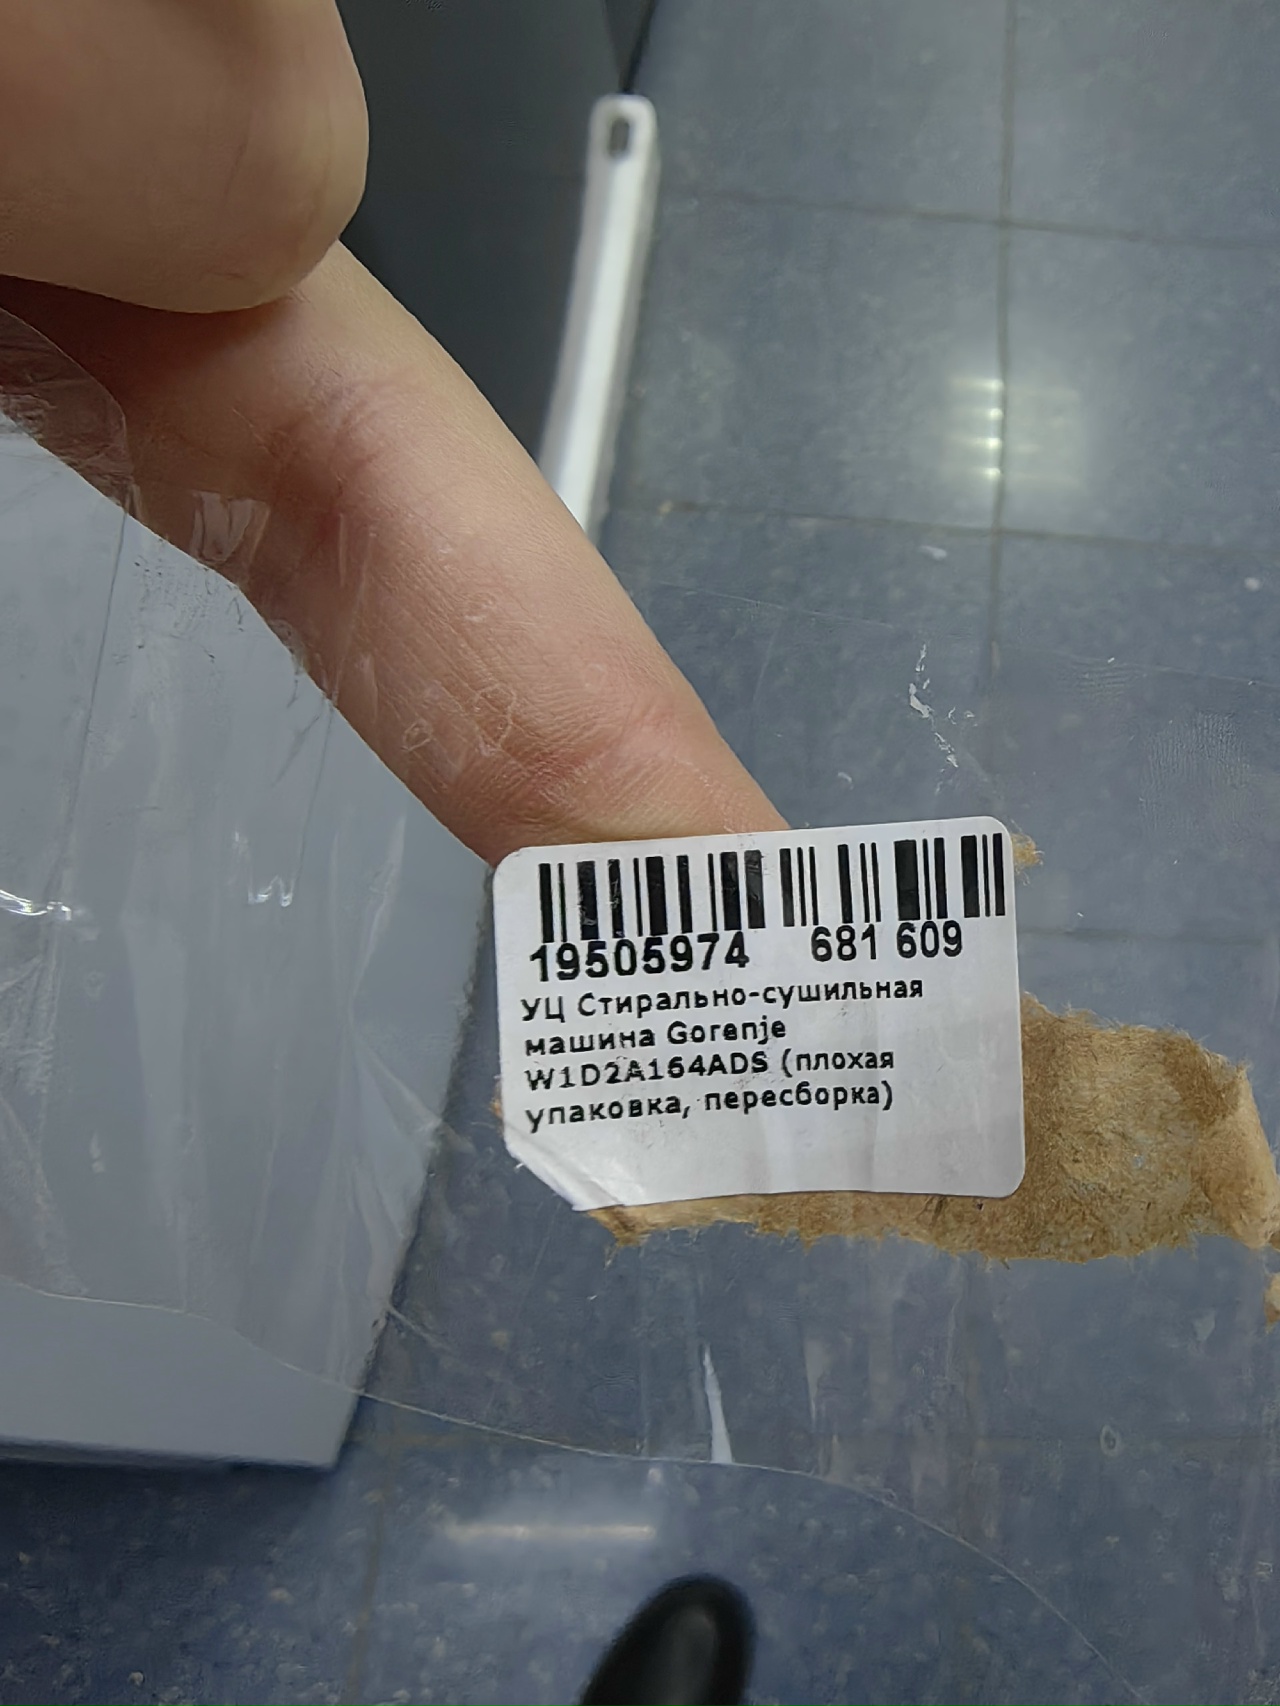 19505974 681 609
УЦ Стирально-сушильная
машина Gorenje
W1D2A164ADS (плохая
упаковка, пересборка)